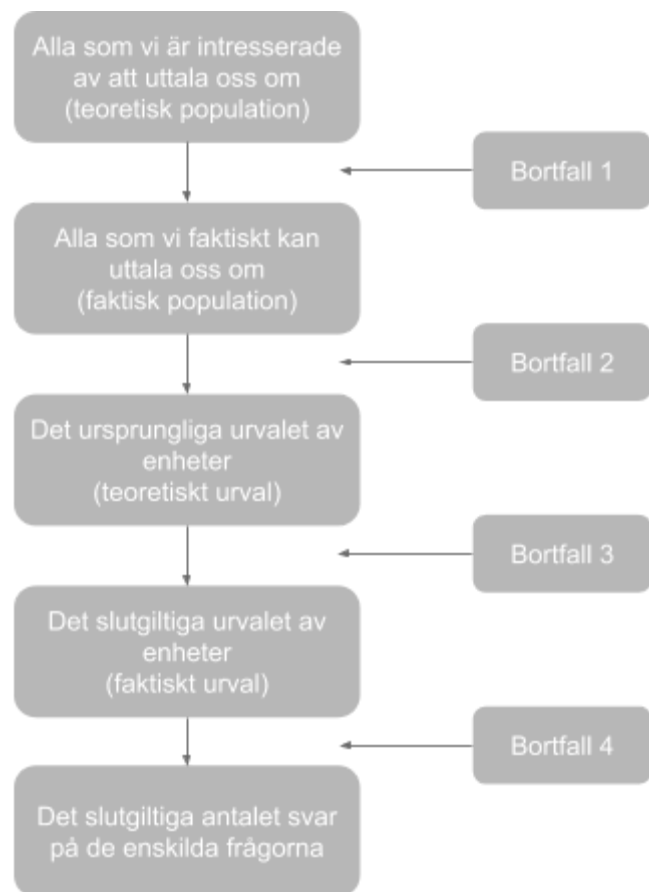 Alla som vi är intresserade
av att uttala oss om
(teoretisk population)
Bortfall 1
Alla som vi faktiskt kan
uttala oss om
(faktisk population)
Bortfall 2
Det ursprungliga urvalet av
enheter
(teoretiskt urval)
Bortfall 3
Det slutgiltiga urvalet av
enheter
(faktiskt urval)
Bortfall 4
Det slutgiltiga antalet svar
på de enskilda frågorna